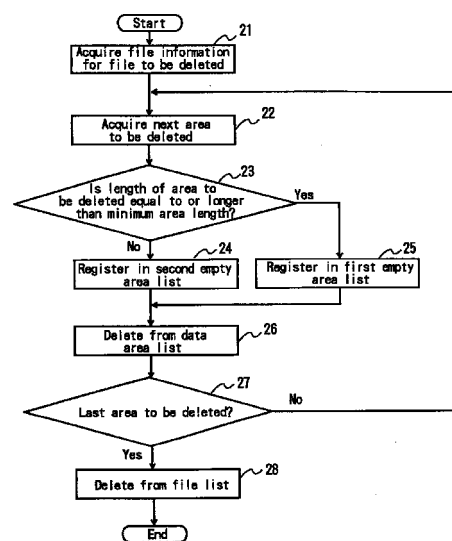 Start
21
Acquire file information
for file to be deleted
22
Acquire next area
to be deleted
23
Is length of area to
be deleted equal to or longer
than minimum area length?
Yes
No
24
25
Register in second empty
area list
Register in first empty
area list
26
Delete from data
area list
27
Last area to be deleted?
No
Yes
28
Delete from file list
End